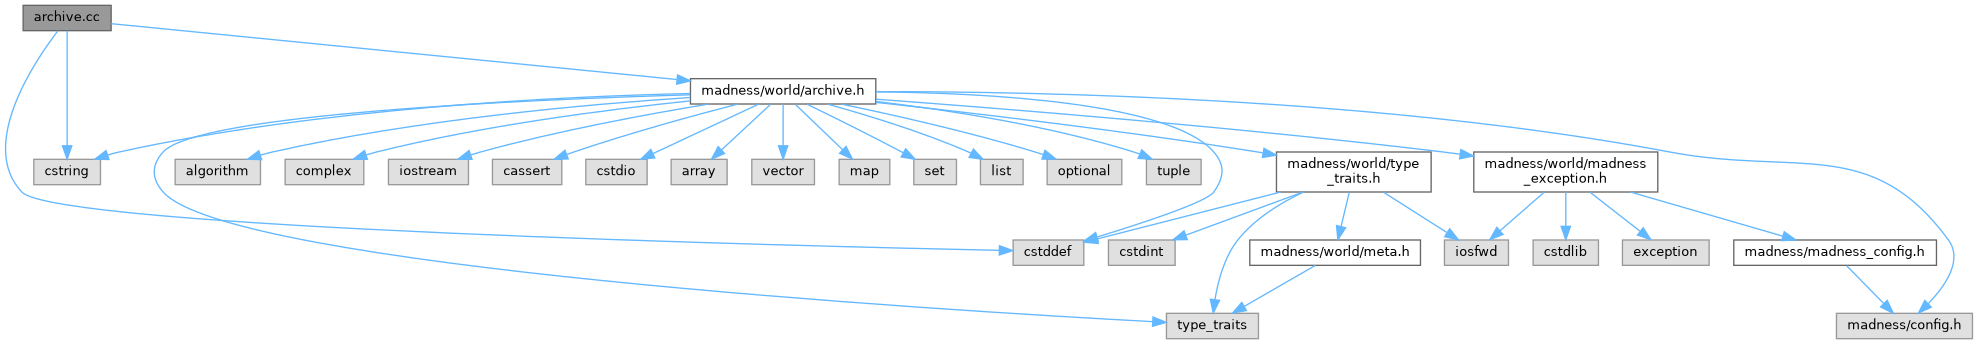 archive.cc
madness/world/archive.h
cstring
algorithm
complex
iostream
cassert
cstdio
array
vector
map
set
list
optional
tuple
madness/world/type
_traits.h
madness/world/madness
_exception.h
cstddef
cstdint
madness/world/meta.h
iosfwd
cstdlib
exception
madness/madness_config.h
type_traits
madness/config.h